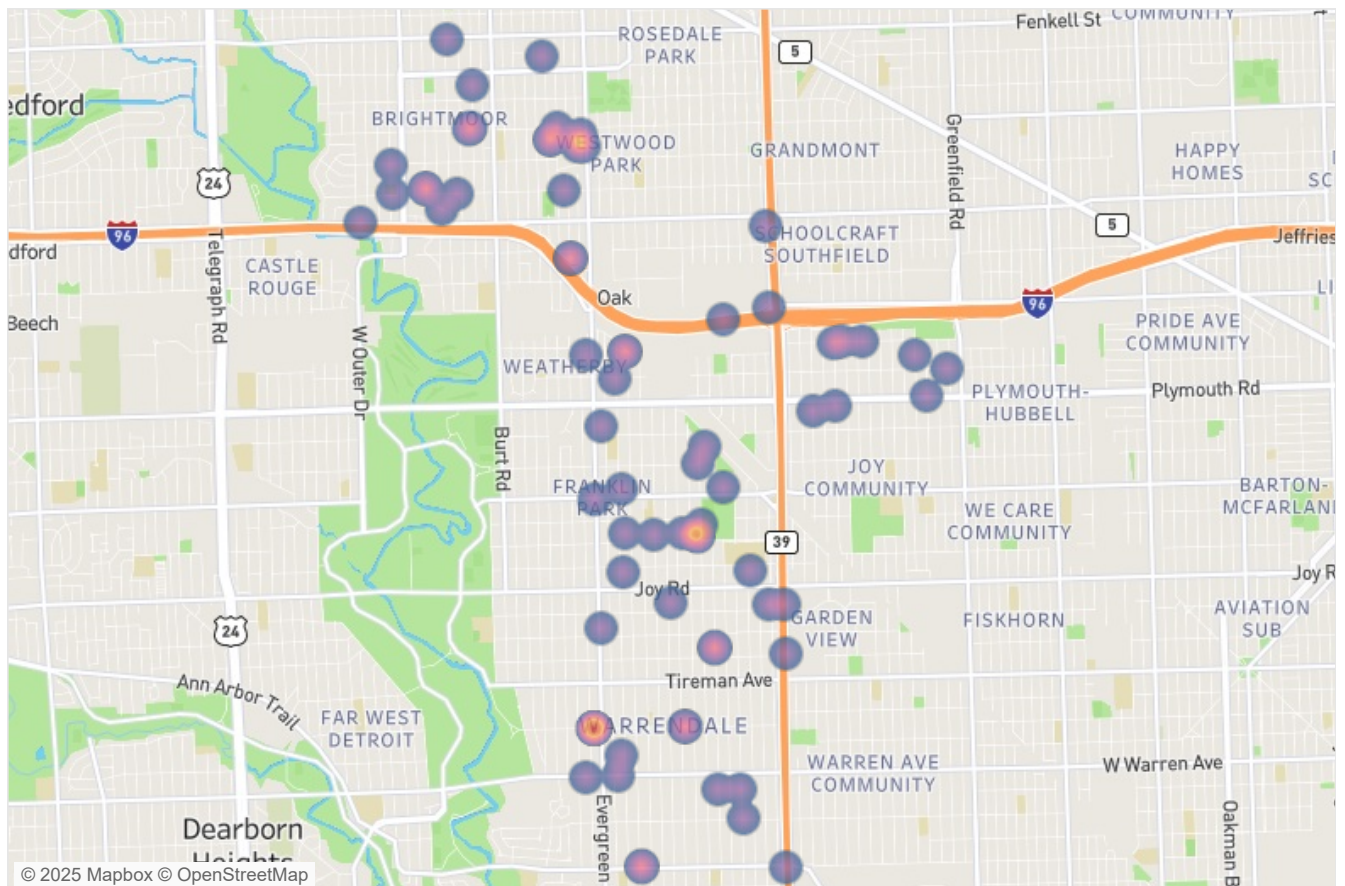 Fenkell St
COMMUNITY
ROSEDALE
PARK
5
edford
BRIGHTMOOR
WESTWOOD
PARK
GRANDMONT
Greenfield Rd
HAPPY
HOMES
SC
24
96
5
dford
Telegraph Rd
CASTLE
ROUGE
SCHOOLCRAFT
SOUTHFIELD
Jeffries
LI
Oak
96
Beech
W Outer Dr
WEATHERBY
PRIDE AVE
COMMUNITY
PLYMOUTH-
HUBBELL
Plymouth Rd
Burt Rd
FRANKLIN
PARK
JOY
COMMUNITY
WE CARE
COMMUNITY
BARTON-
MCFARLAN
39
Joy Rd
Joy R
24
GARDEN
VIEW
FISKHORN
AVIATION
SUB
Ann Arbor Trail
Tireman Ave
FAR WEST
DETROIT
WARRENDALE
WARREN AVE
COMMUNITY
W Warren Ave
Evergreen
Oakman B
Dearborn
Heights
© 2025 Mapbox © OpenStreetMap